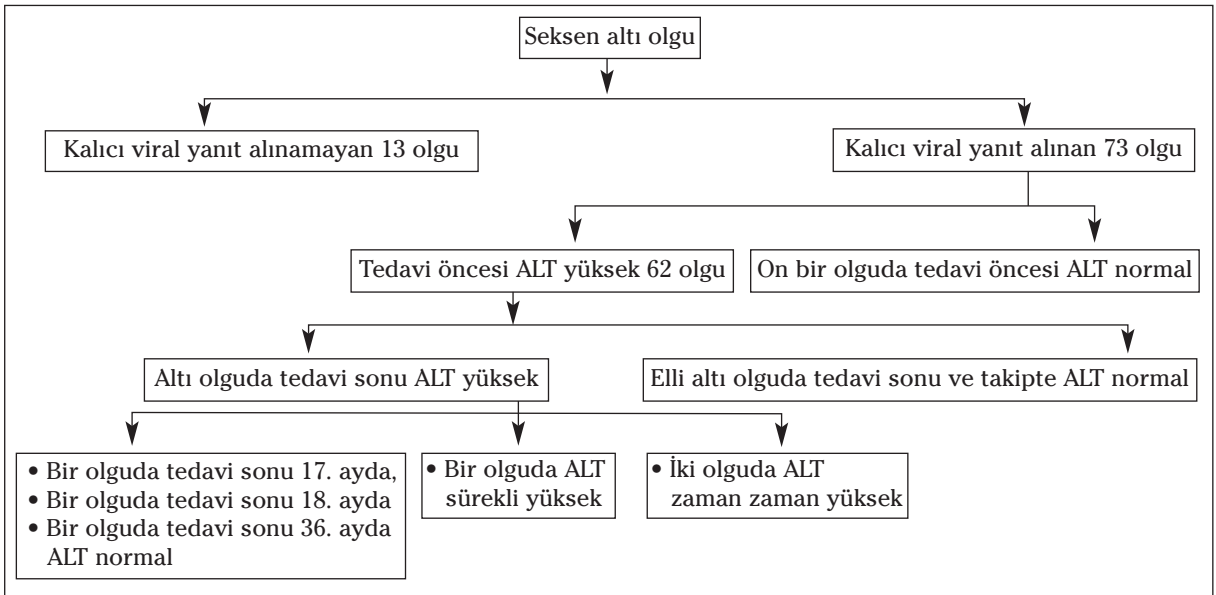 Seksen altı olgu
Kalıcı viral yanıt alınamayan 13 olgu
Kalıcı viral yanıt alınan 73 olgu
Tedavi öncesi ALT yüksek 62 olgu
On bir olguda tedavi öncesi ALT normal
Altı olguda tedavi sonu ALT yüksek
Elli altı olguda tedavi sonu ve takipte ALT normal
• Bir olguda tedavi sonu 17. ayda,
• Bir olguda tedavi sonu 18. ayda
• Bir olguda tedavi sonu 36. ayda
ALT normal
• Bir olguda ALT
sürekli yüksek
• İki olguda ALT
zaman zaman yüksek